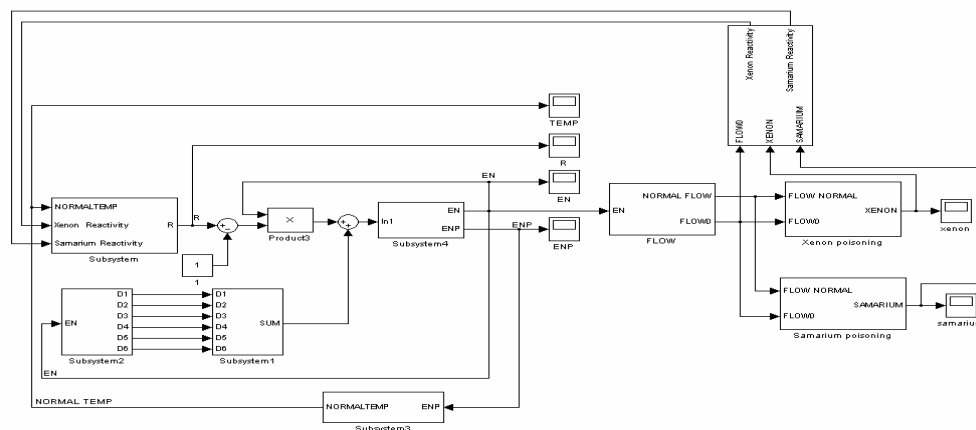 Xenon Reactivity
Samarium Reactivity
FLOW0
XENON
SAMARIUM
TEMP
R
EN
EN
NORMALTEMP
Xenon Reactivity
Samarium Reactivity
R
R
Subsystem
1
1
X
Product3
In1
EN
ENP
Subsystem4
ENP
ENP
EN
NORMAL FLOW
FLOW0
FLOW
FLOW NORMAL
FLOW0
XENON
Xenon poisoning
xenon
FLOW NORMAL
FLOW0
SAMARIUM
Samarium poisoning
samarium
EN
D1
D2
D3
D4
D5
D6
Subsystem2
D1
D2
D3
D4
D5
D6
SUM
Subsystem1
EN
NORMAL TEMP
NORMALTEMP
ENP
Subsystem3